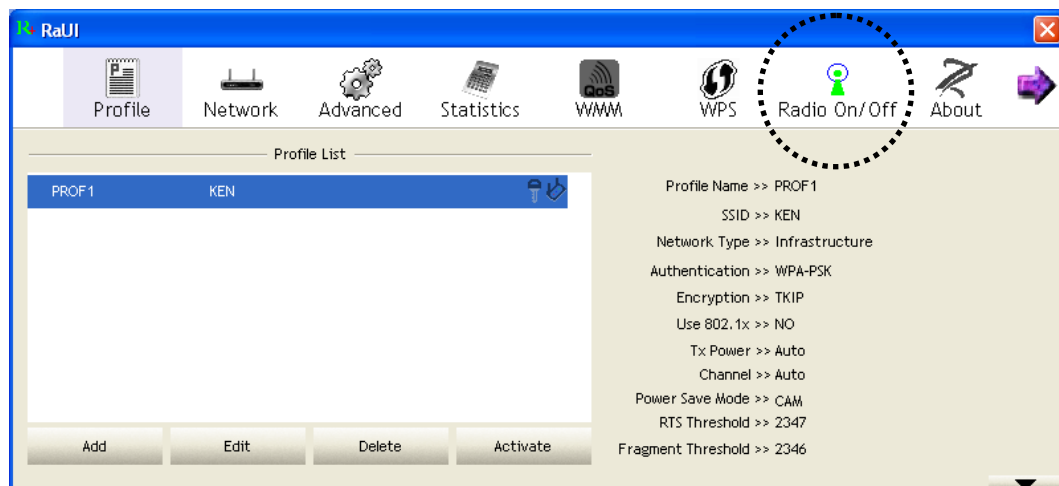 RaUI
Profile Network Advanced Statistics QoS WMM WPS Radio On/Off About
Profile List
PROF1 KEN
Profile Name >> PROF1
SSID >> KEN
Network Type >> Infrastructure
Authentication >> WPA-PSK
Encryption >> TKIP
Use 802.1x >> NO
Tx Power >> Auto
Channel >> Auto
Power Save Mode >> CAM
RTS Threshold >> 2347
Fragment Threshold >> 2346
Add Edit Delete Activate